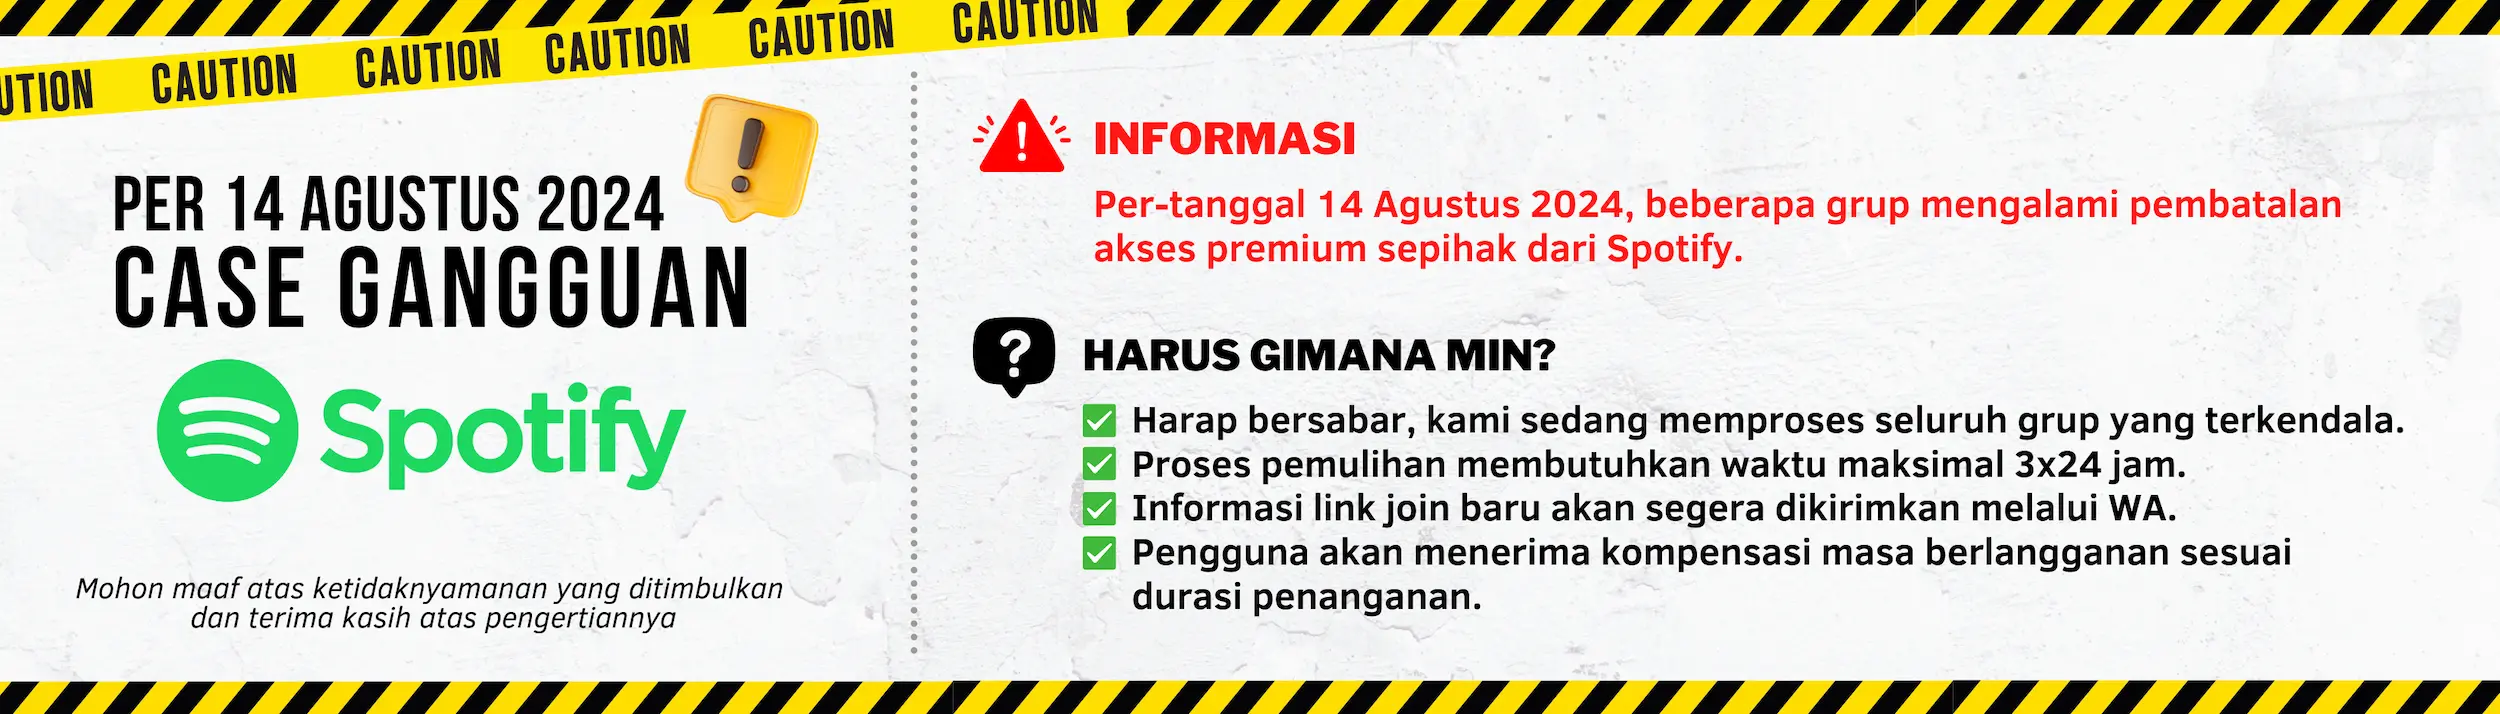 UTION CAUTION CAUTION CAUTION CAUTION CAUTION
PER 14 AGUSTUS 2024
CASE GANGGUAN
Spotify
Mohon maaf atas ketidaknyamanan yang ditimbulkan
dan terima kasih atas pengertiannya
INFORMASI
Per-tanggal 14 Agustus 2024, beberapa grup mengalami pembatalan
akses premium sepihak dari Spotify.
HARUS GIMANA MIN?
Harap bersabar, kami sedang memproses seluruh grup yang terkendala.
Proses pemulihan membutuhkan waktu maksimal 3x24 jam.
Informasi link join baru akan segera dikirimkan melalui WA.
Pengguna akan menerima kompensasi masa berlangganan sesuai
durasi penanganan.